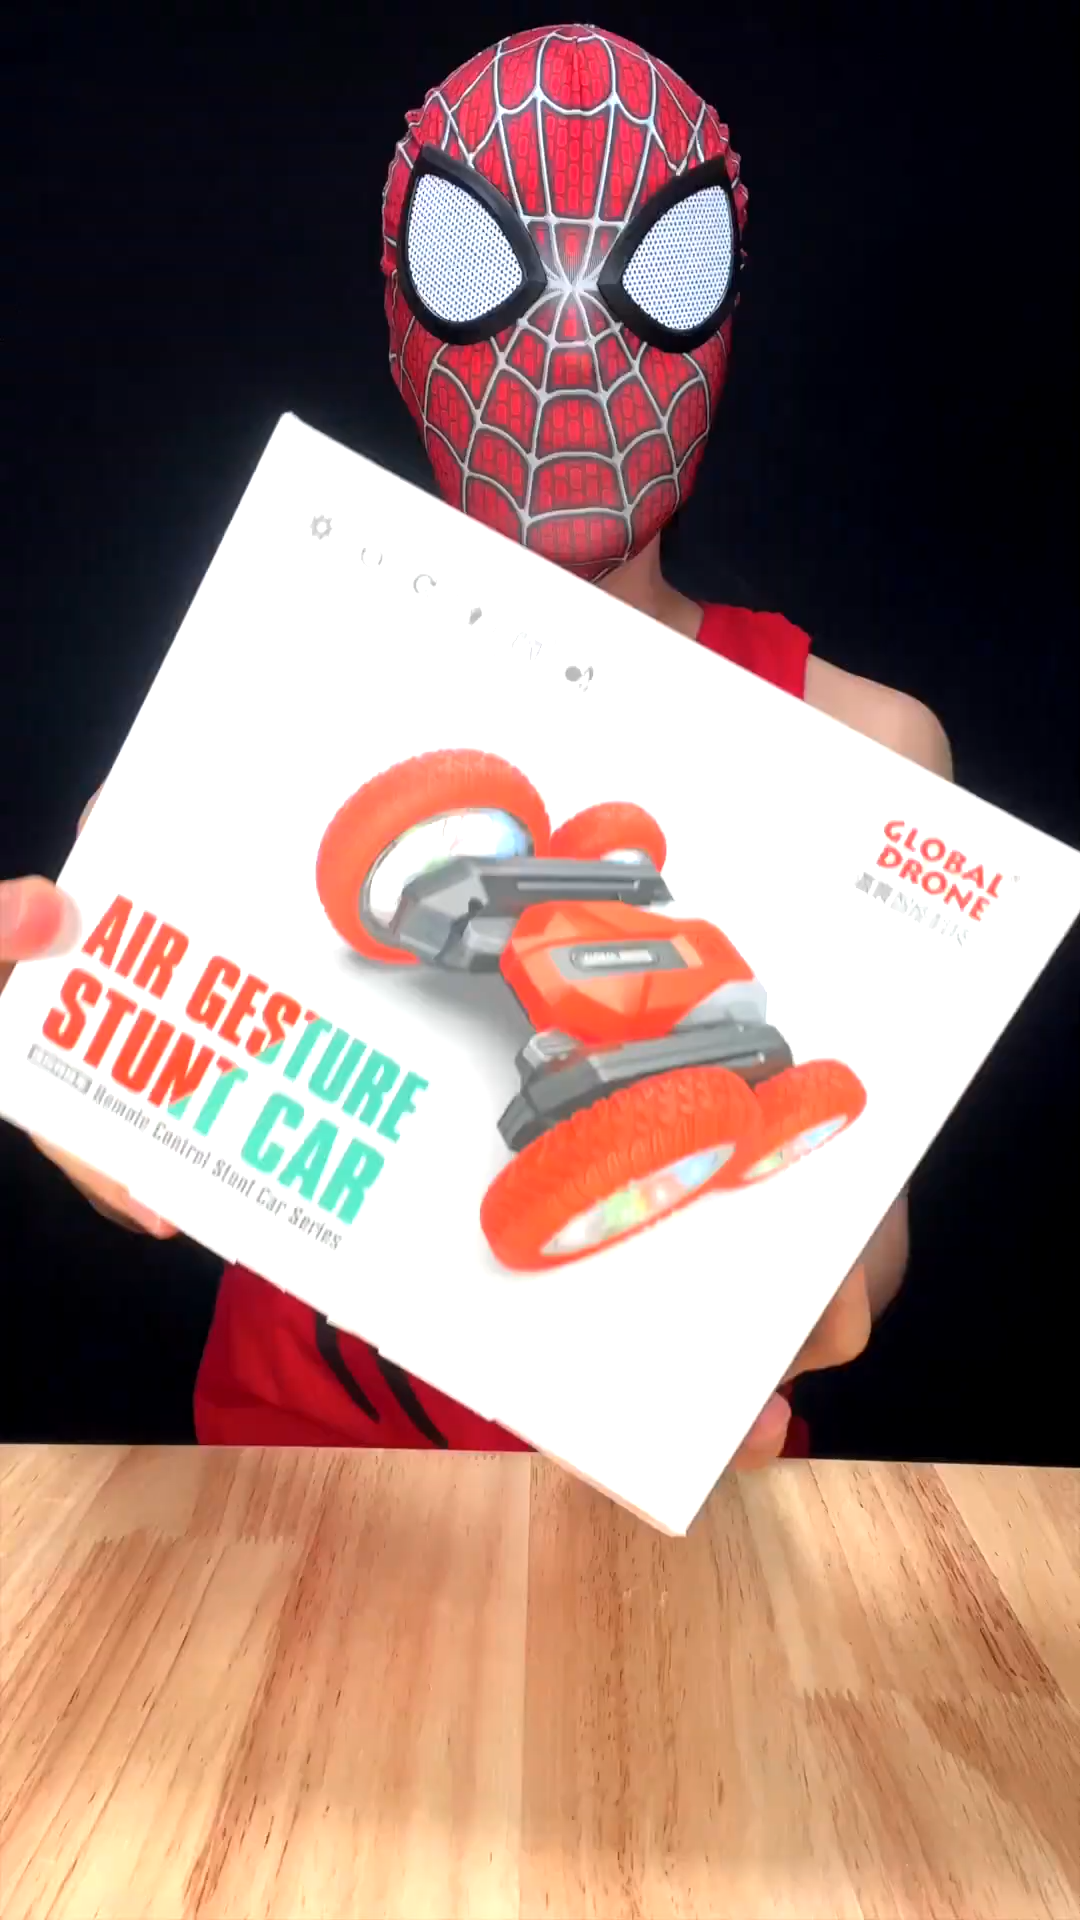 GLOBAL
DRONE
AIR GESTURE
STUNT CAR
Remote Control Stunt Car Series